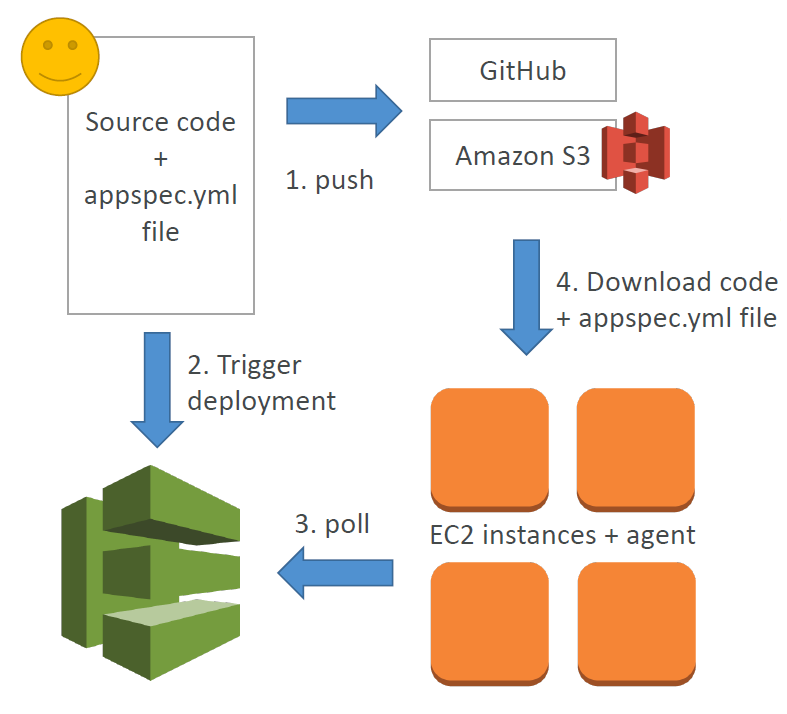 Source code
+
appspec.yml
file
1. push
GitHub
Amazon S3
2. Trigger
deployment
4. Download code
+ appspec.yml file
3. poll
EC2 instances + agent